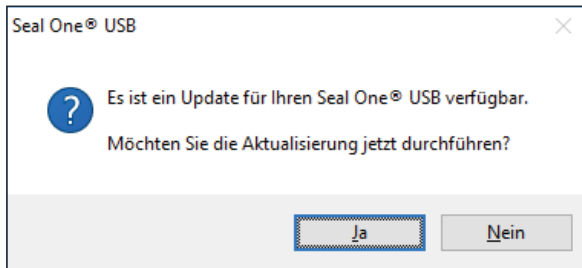 Seal One® USB
Es ist ein Update für Ihren Seal One® USB verfügbar.
Möchten Sie die Aktualisierung jetzt durchführen?
Ja
Nein